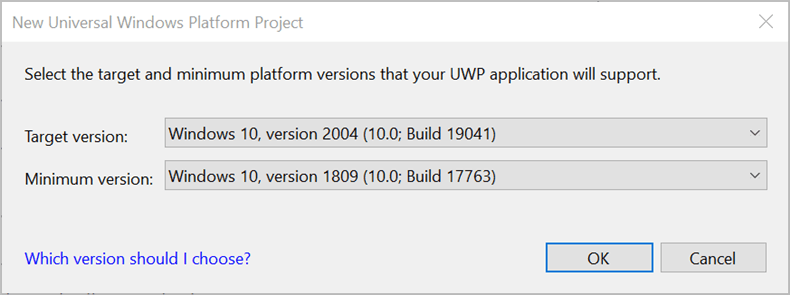 New Universal Windows Platform Project
Select the target and minimum platform versions that your UWP application will support.
Target version: Windows 10, version 2004 (10.0; Build 19041)
Minimum version: Windows 10, version 1809 (10.0; Build 17763)
Which version should I choose? OK Cancel